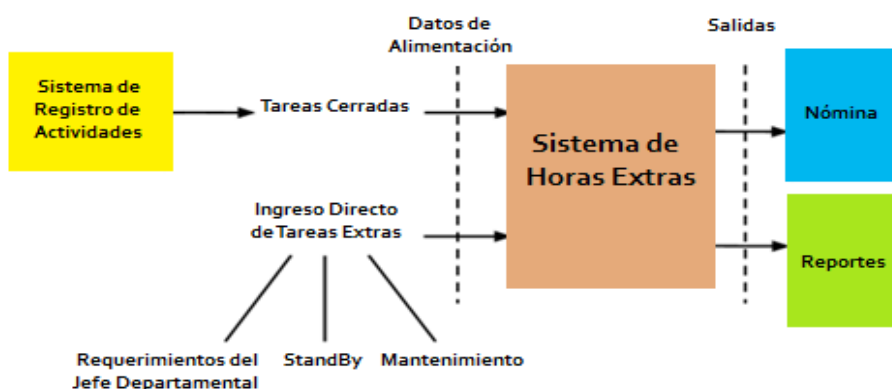 Datos de
Alimentación
Salidas
Sistema de
Registro de
Actividades
Tareas Cerradas
Sistema de
Horas Extras
Nómina
Ingreso Directo
de Tareas Extras
Reportes
Requerimientos del
Jefe Departamental
StandBy
Mantenimiento